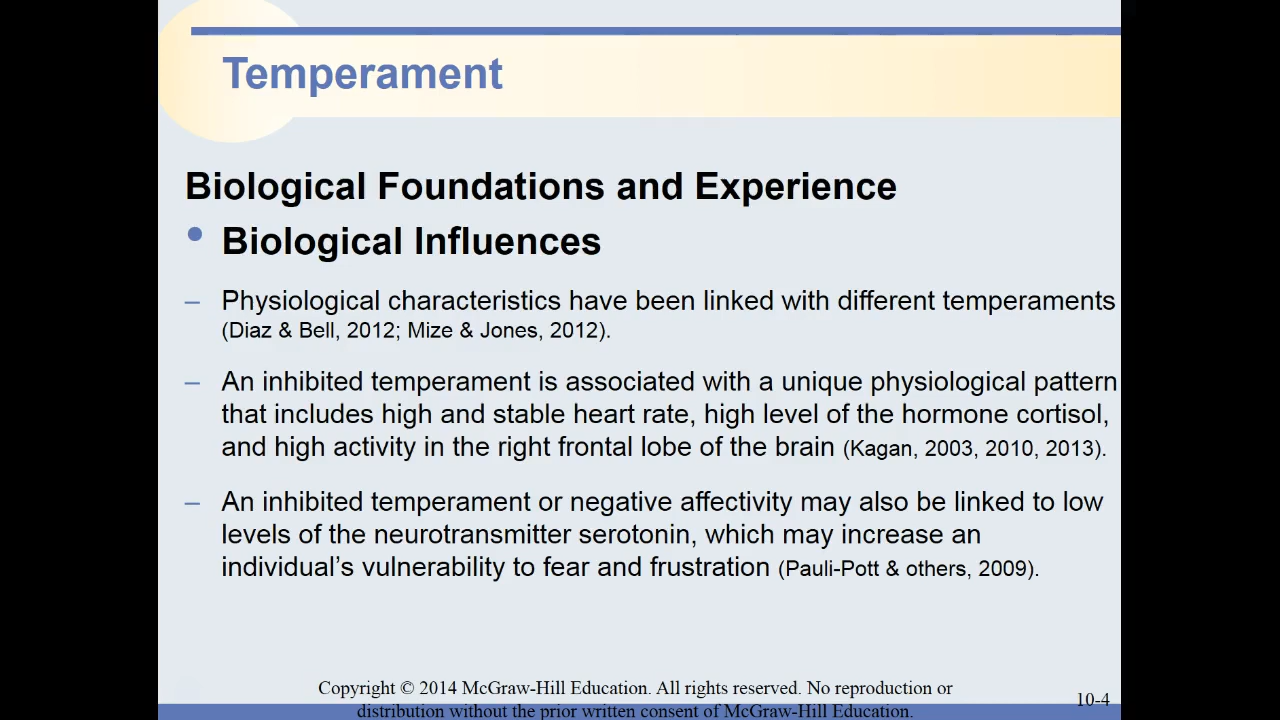 Temperament
Biological Foundations and Experience
• Biological Influences
– Physiological characteristics have been linked with different temperaments
(Diaz & Bell, 2012; Mize & Jones, 2012).
– An inhibited temperament is associated with a unique physiological pattern
that includes high and stable heart rate, high level of the hormone cortisol,
and high activity in the right frontal lobe of the brain (Kagan, 2003, 2010, 2013).
– An inhibited temperament or negative affectivity may also be linked to low
levels of the neurotransmitter serotonin, which may increase an
individual’s vulnerability to fear and frustration (Pauli-Pott & others, 2009).
Copyright © 2014 McGraw-Hill Education. All rights reserved. No reproduction or
distribution without the prior written consent of McGraw-Hill Education.
10-4